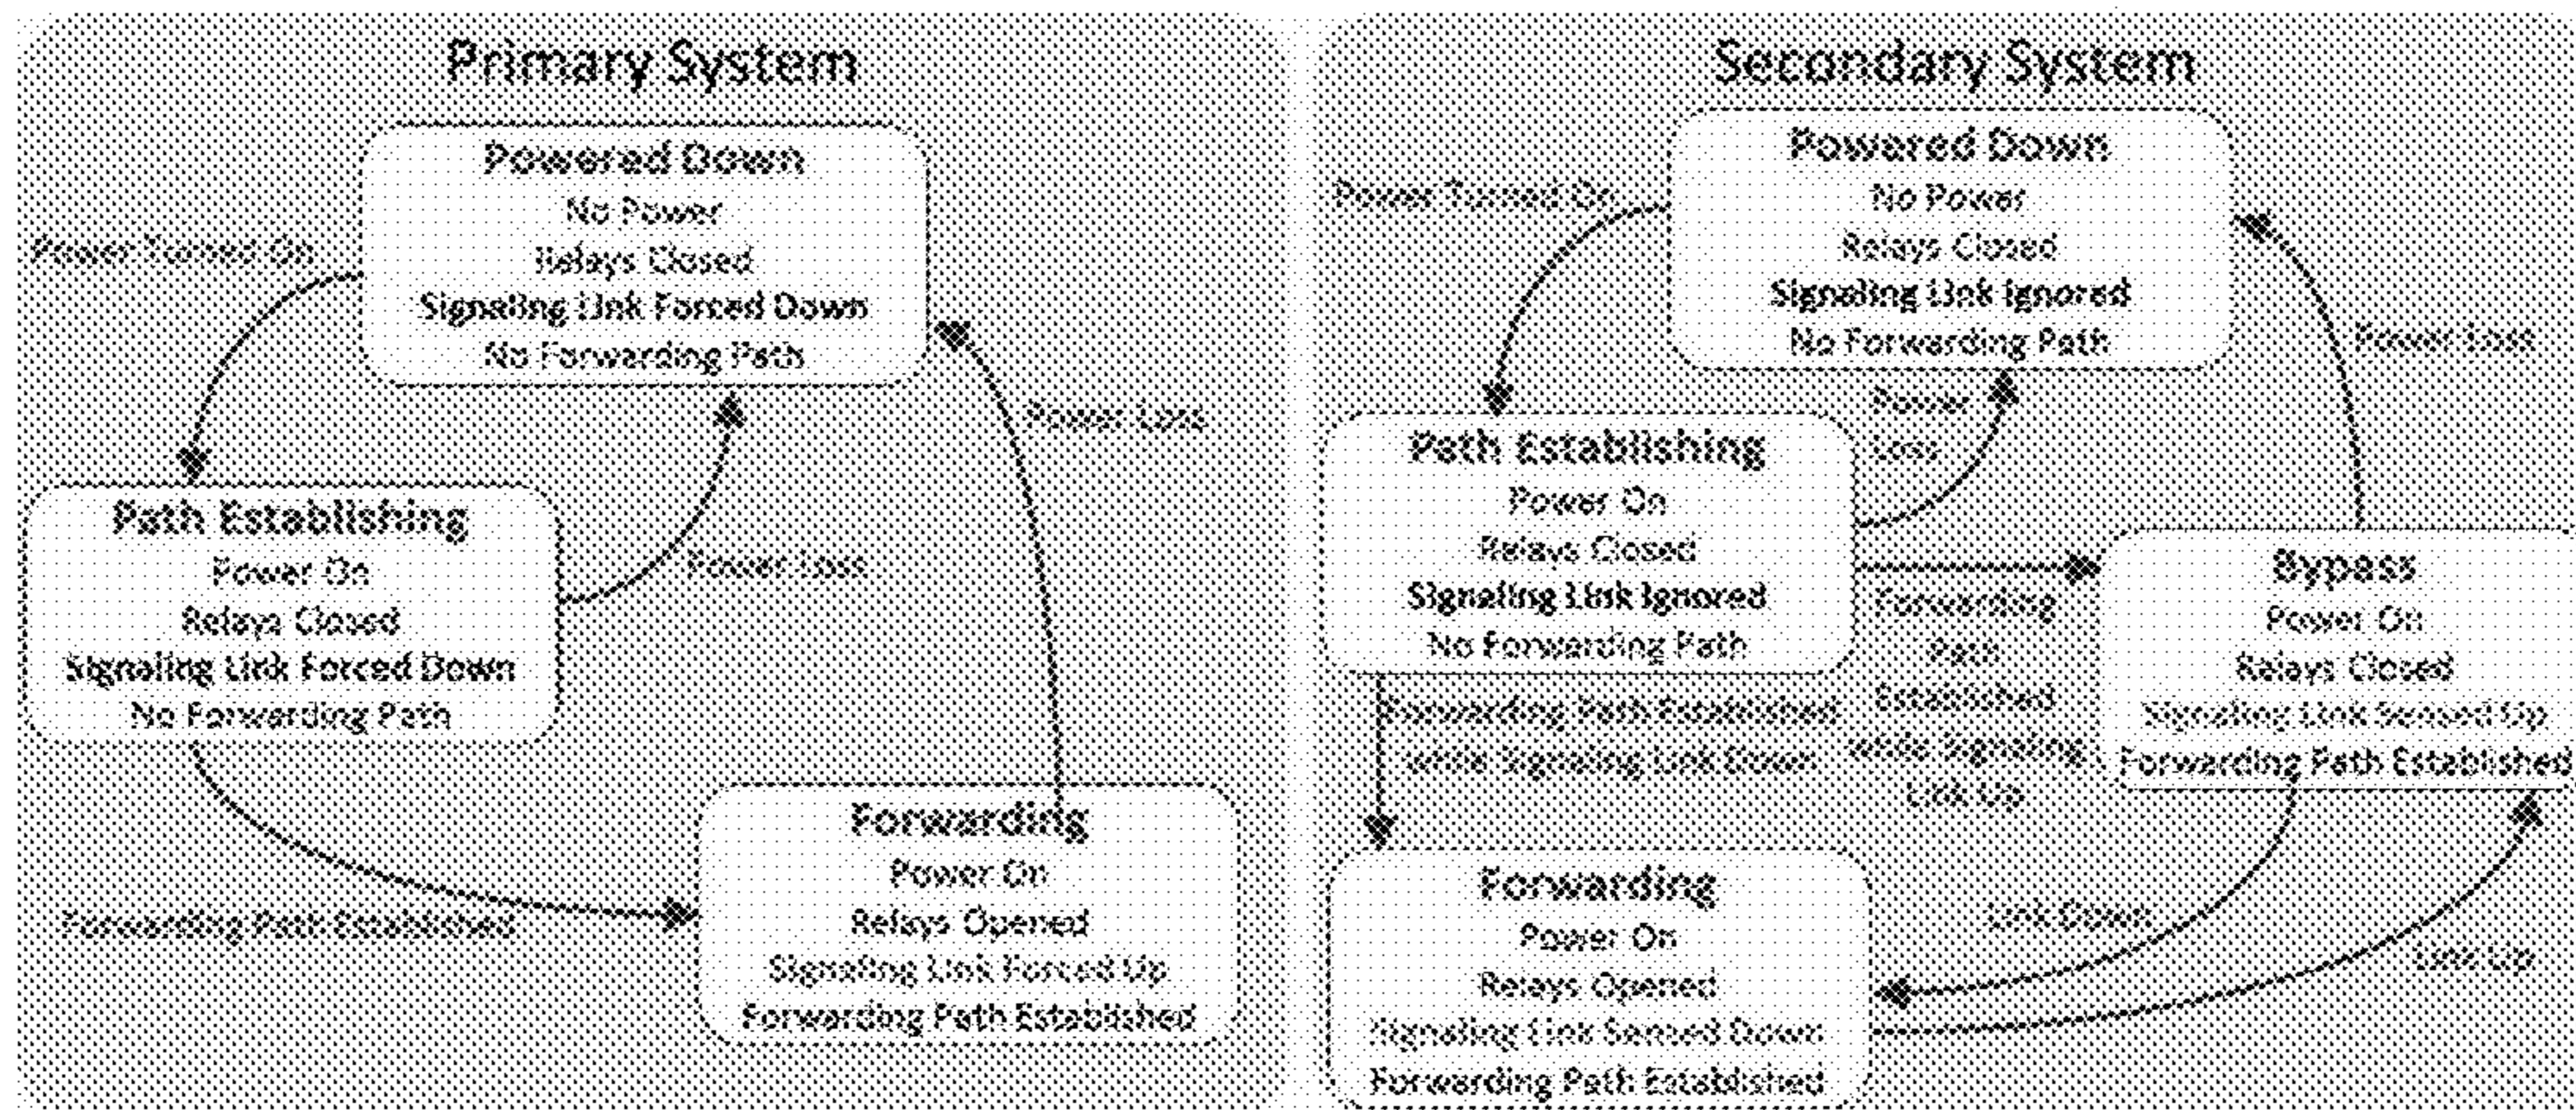 Primary System
Powered Down
No Power
Relays Closed
Signaling Link Forced Down
No Forwarding Path
Power Turned On
Power Loss
Path Establishing
Power On
Relays Closed
Signaling Link Forced Down
No Forwarding Path
Power Loss
Forwarding Path Established
Forwarding
Power On
Relays Opened
Signaling Link Forced Up
Forwarding Path Established
Secondary System
Powered Down
No Power
Relays Closed
Signaling Link Ignored
No Forwarding Path
Power Turned On
Power Loss
Power
Loss
Path Establishing
Power On
Relays Closed
Signaling Link Ignored
No Forwarding Path
Forwarding Path Established
while Signaling Link Down
Forwarding
Path
Established
while Signaling
Link Up
Bypass
Power On
Relays Closed
Signaling Link Sensed Up
Forwarding Path Established
Forwarding
Power On
Relays Opened
Signaling Link Sensed Down
Forwarding Path Established
Link Down
Link Up